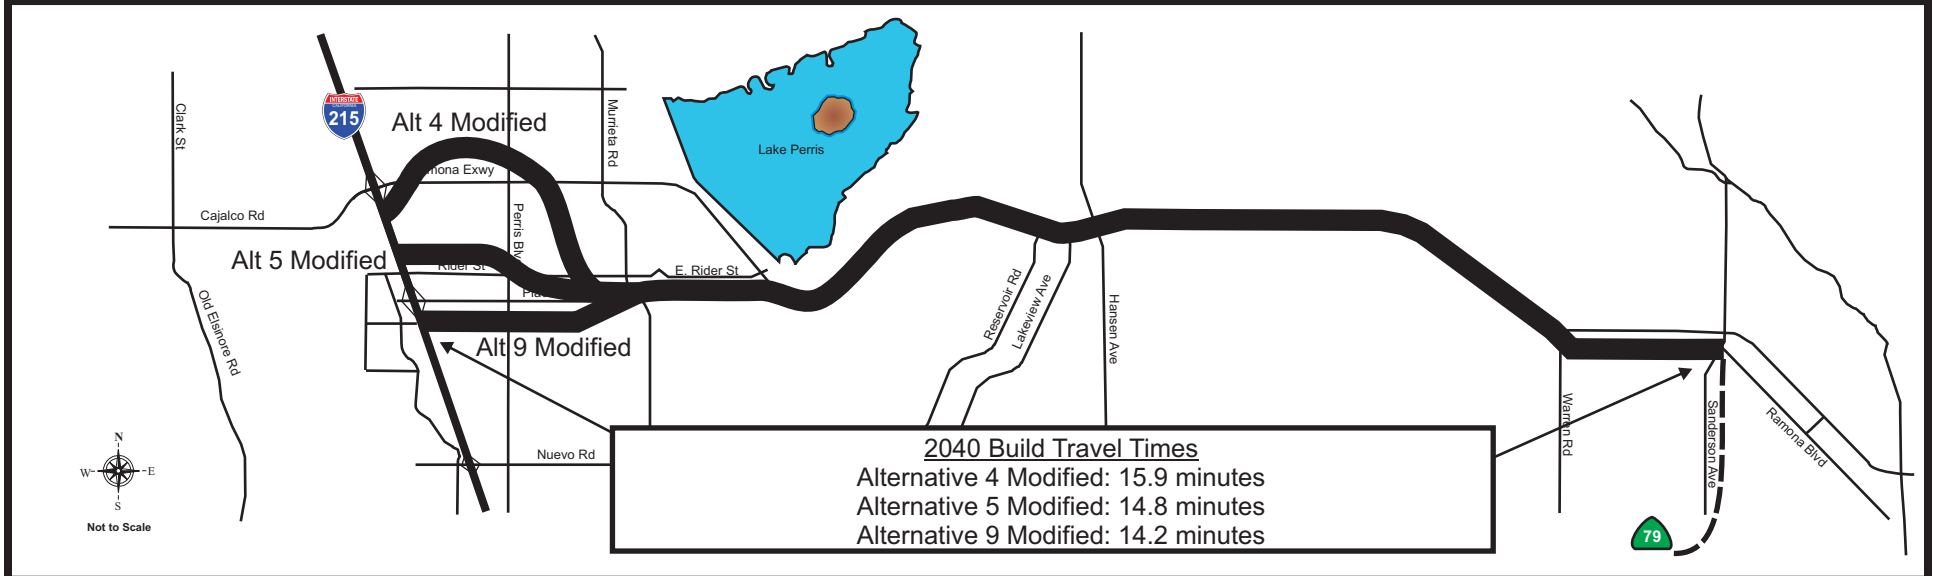 INTERSTATE
CALIFORNIA
215
Alt 4 Modified
Clark St
Murrieta Rd
Lake Perris
mona Exwy
Cajalco Rd
Perris Blv
Alt 5 Modified
Rider St
E. Rider St
Old Elsinore Rd
Reservoir Rd
Lakeview Ave
Hansen Ave
Alt 9 Modified
Warren Rd
Sanderson Ave
Ramona Blvd
Nuevo Rd
2040 Build Travel Times
Alternative 4 Modified: 15.9 minutes
Alternative 5 Modified: 14.8 minutes
Alternative 9 Modified: 14.2 minutes
N
W
E
S
Not to Scale
79